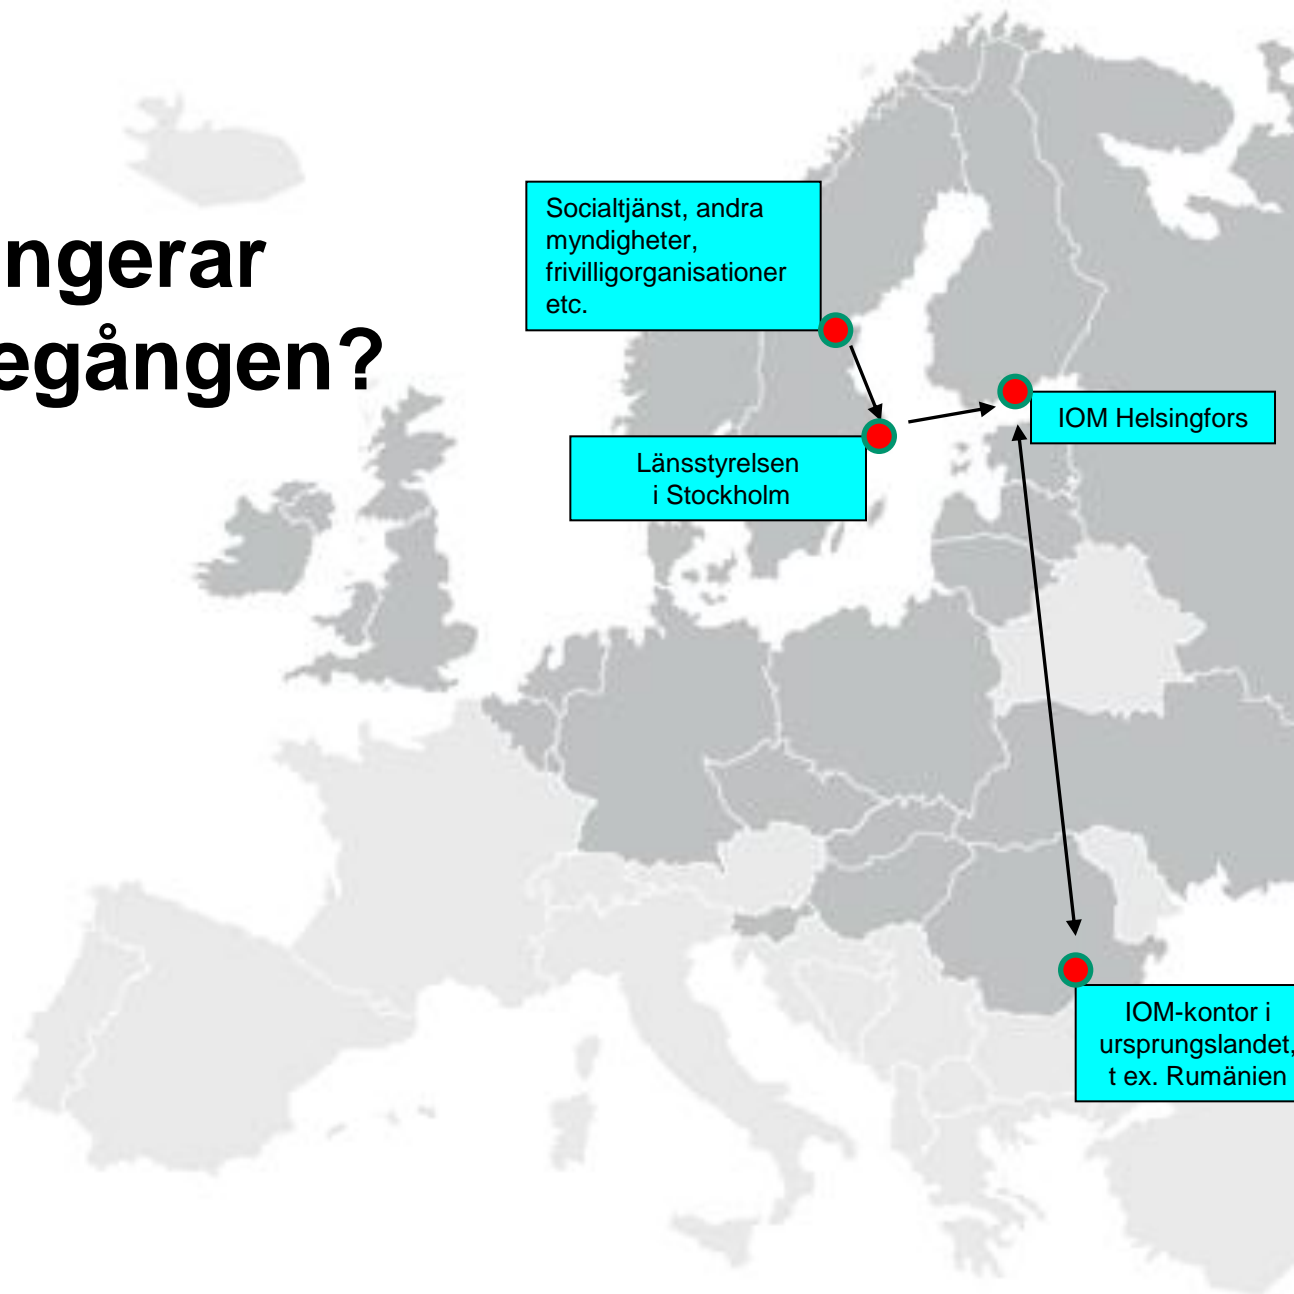 ngerar
egången?
Socialtjänst, andra
myndigheter,
frivilligorganisationer
etc.
IOM Helsingfors
Länsstyrelsen
i Stockholm
IOM-kontor i
ursprungslandet,
t ex. Rumänien